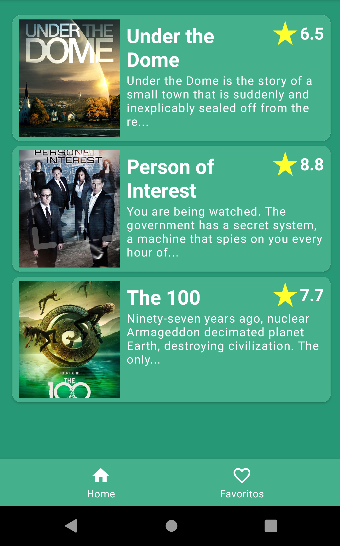 UNDER THE
DOME
Under the
Dome
6.5
Under the Dome is the story of a
small town that is suddenly and
inexplicably sealed off from the
re...
PERSON OF
INTEREST
Person of
Interest
8.8
You are being watched. The
government has a secret system,
a machine that spies on you every
hour of...
THE
100
The 100
7.7
Ninety-seven years ago, nuclear
Armageddon decimated planet
Earth, destroying civilization. The
only...
Home
Favoritos